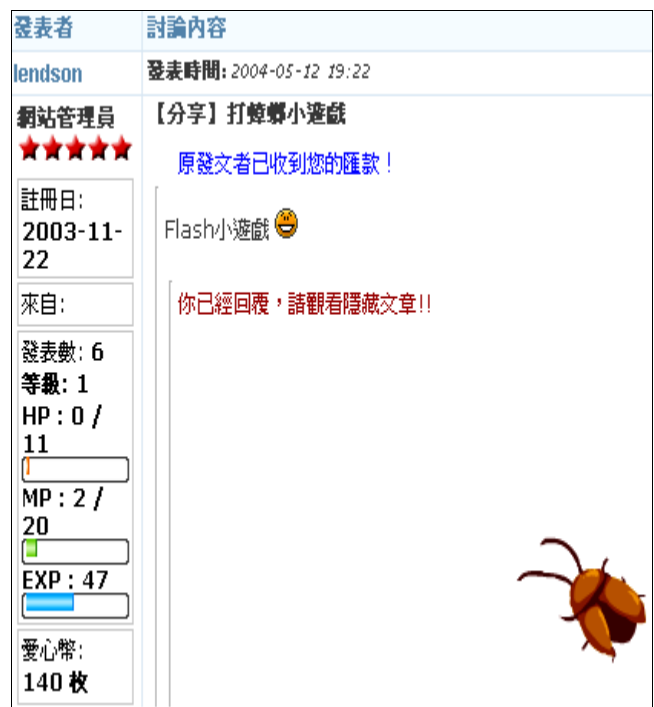 發表者
討論內容
lendson
發表時間: 2004-05-12 19:22
網站管理員
【分享】打蟑螂小遊戲
原發文者已收到您的匯款！
註冊日:
2003-11-
22
Flash小遊戲
來自:
你已經回覆，請觀看隱藏文章!!
發表數: 6
等級: 1
HP : 0 /
11
MP : 2 /
20
EXP : 47
愛心幣:
140 枚